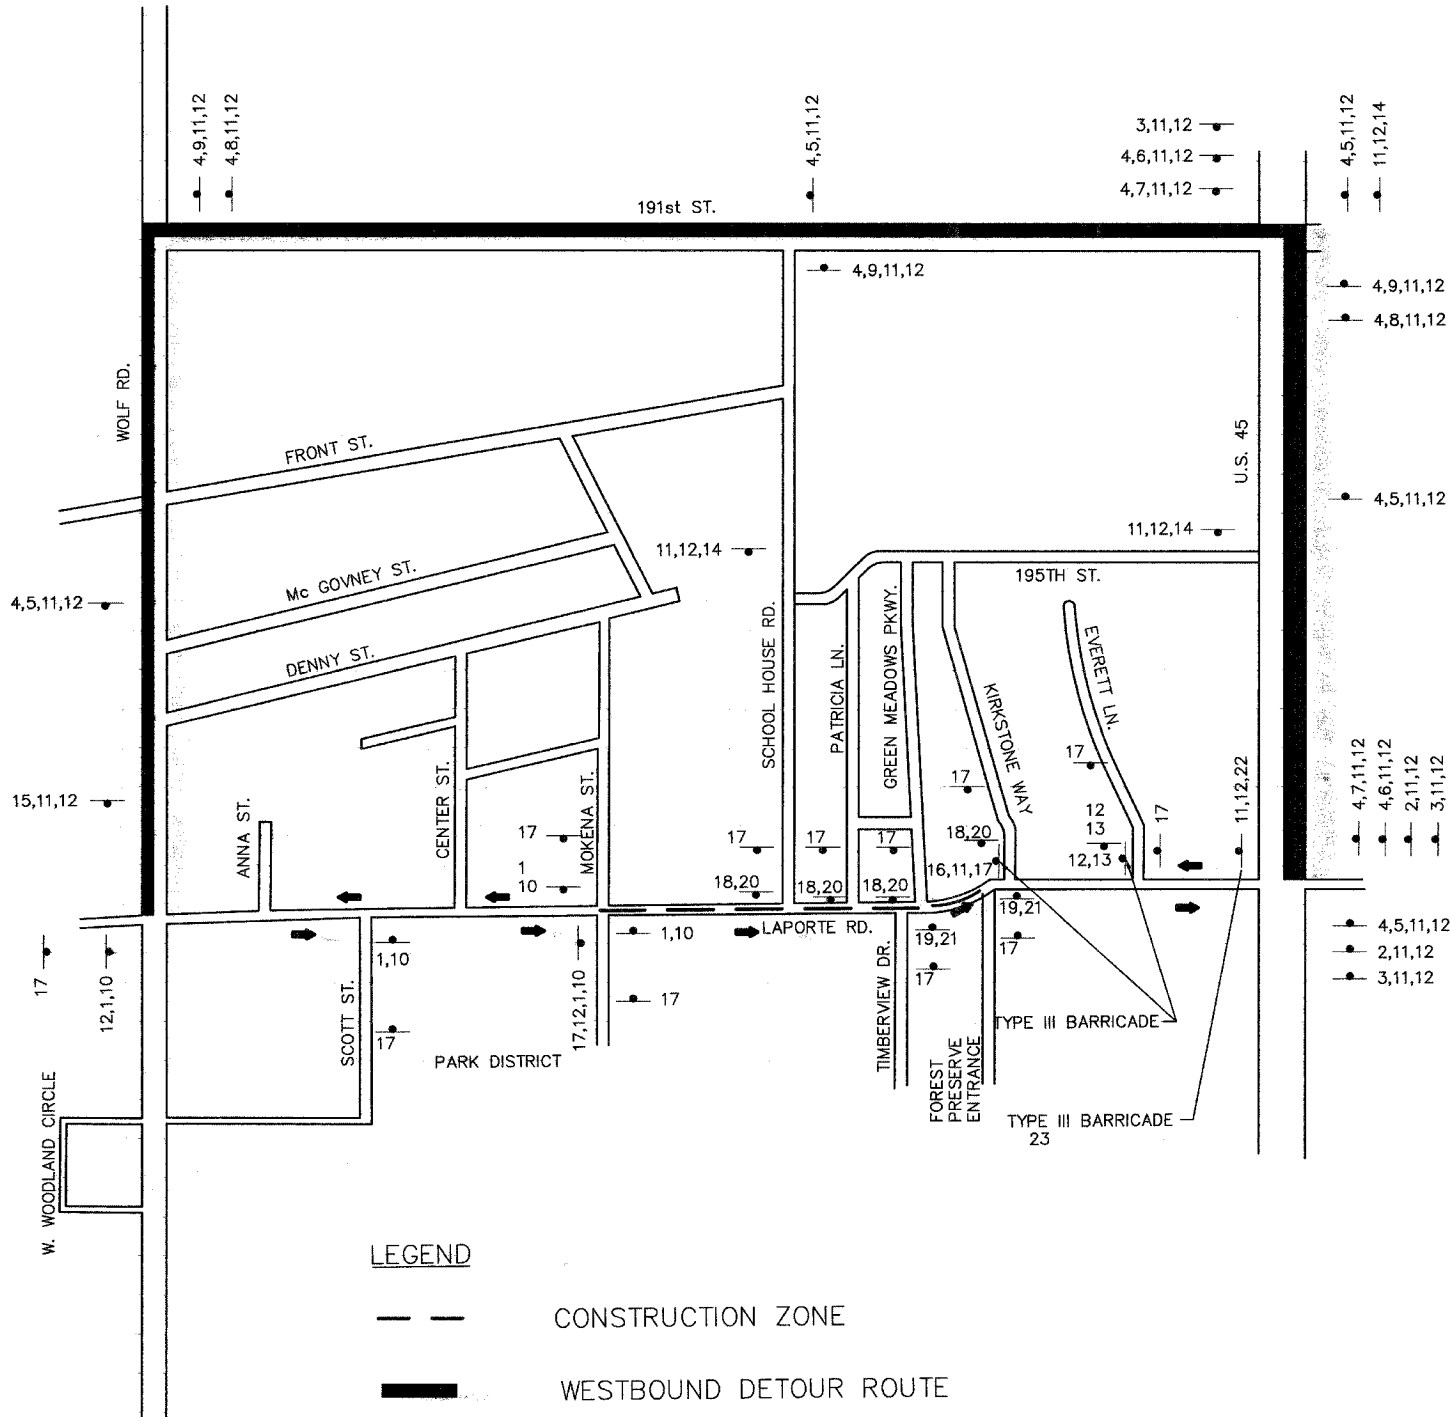 4,9,11,12
4,8,11,12
4,5,11,12
3,11,12
4,6,11,12
4,7,11,12
4,5,11,12
11,12,14
191st ST.
4,9,11,12
4,9,11,12
4,8,11,12
WOLF RD.
FRONT ST.
U.S. 45
4,5,11,12
11,12,14
11,12,14
Mc GOVNEY ST.
195TH ST.
4,5,11,12
DENNY ST.
SCHOOL HOUSE RD.
PATRICIA LN.
GREEN MEADOWS PKWY.
KIRKSTONE WAY
EVERETT LN.
15,11,12
ANNA ST.
CENTER ST.
MOKENA ST.
17
1
10
17
18,20
17
18,20
17
18,20
17
18,20
16,11,17
17
12
13
12,13
17
11,12,22
4,7,11,12
4,6,11,12
2,11,12
3,11,12
LAPORTE RD.
17
12,1,10
1,10
17
SCOTT ST.
17,12,1,10
1,10
17
19,21
17
19,21
17
4,5,11,12
2,11,12
3,11,12
TIMBERVIEW DR.
TYPE III BARRICADE
PARK DISTRICT
FOREST
PRESERVE
ENTRANCE
TYPE III BARRICADE
23
W. WOODLAND CIRCLE
LEGEND
CONSTRUCTION ZONE
WESTBOUND DETOUR ROUTE